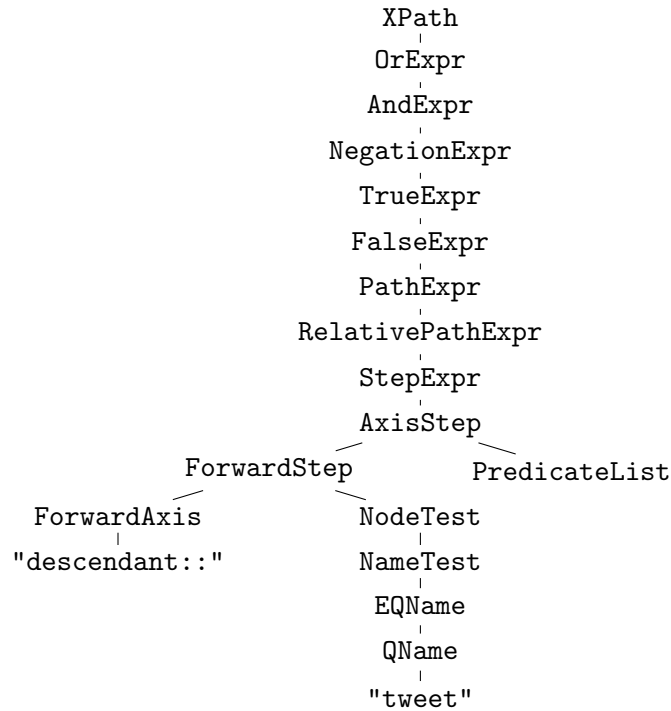 XPath
OrExpr
AndExpr
NegationExpr
TrueExpr
FalseExpr
PathExpr
RelativePathExpr
StepExpr
AxisStep
ForwardStep PredicateList
ForwardAxis NodeTest
"descendant::" NameTest
EQName
QName
"tweet"